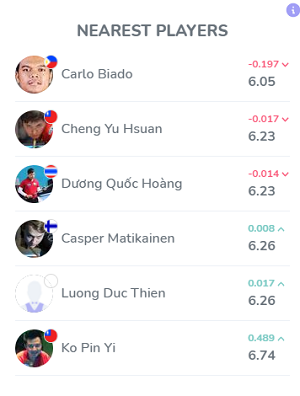 NEAREST PLAYERS
Carlo Biado
-0.197
6.05
Cheng Yu Hsuan
-0.017
6.23
Dương Quốc Hoàng
-0.014
6.23
Casper Matikainen
0.008
6.26
Luong Duc Thien
0.017
6.26
Ko Pin Yi
0.489
6.74